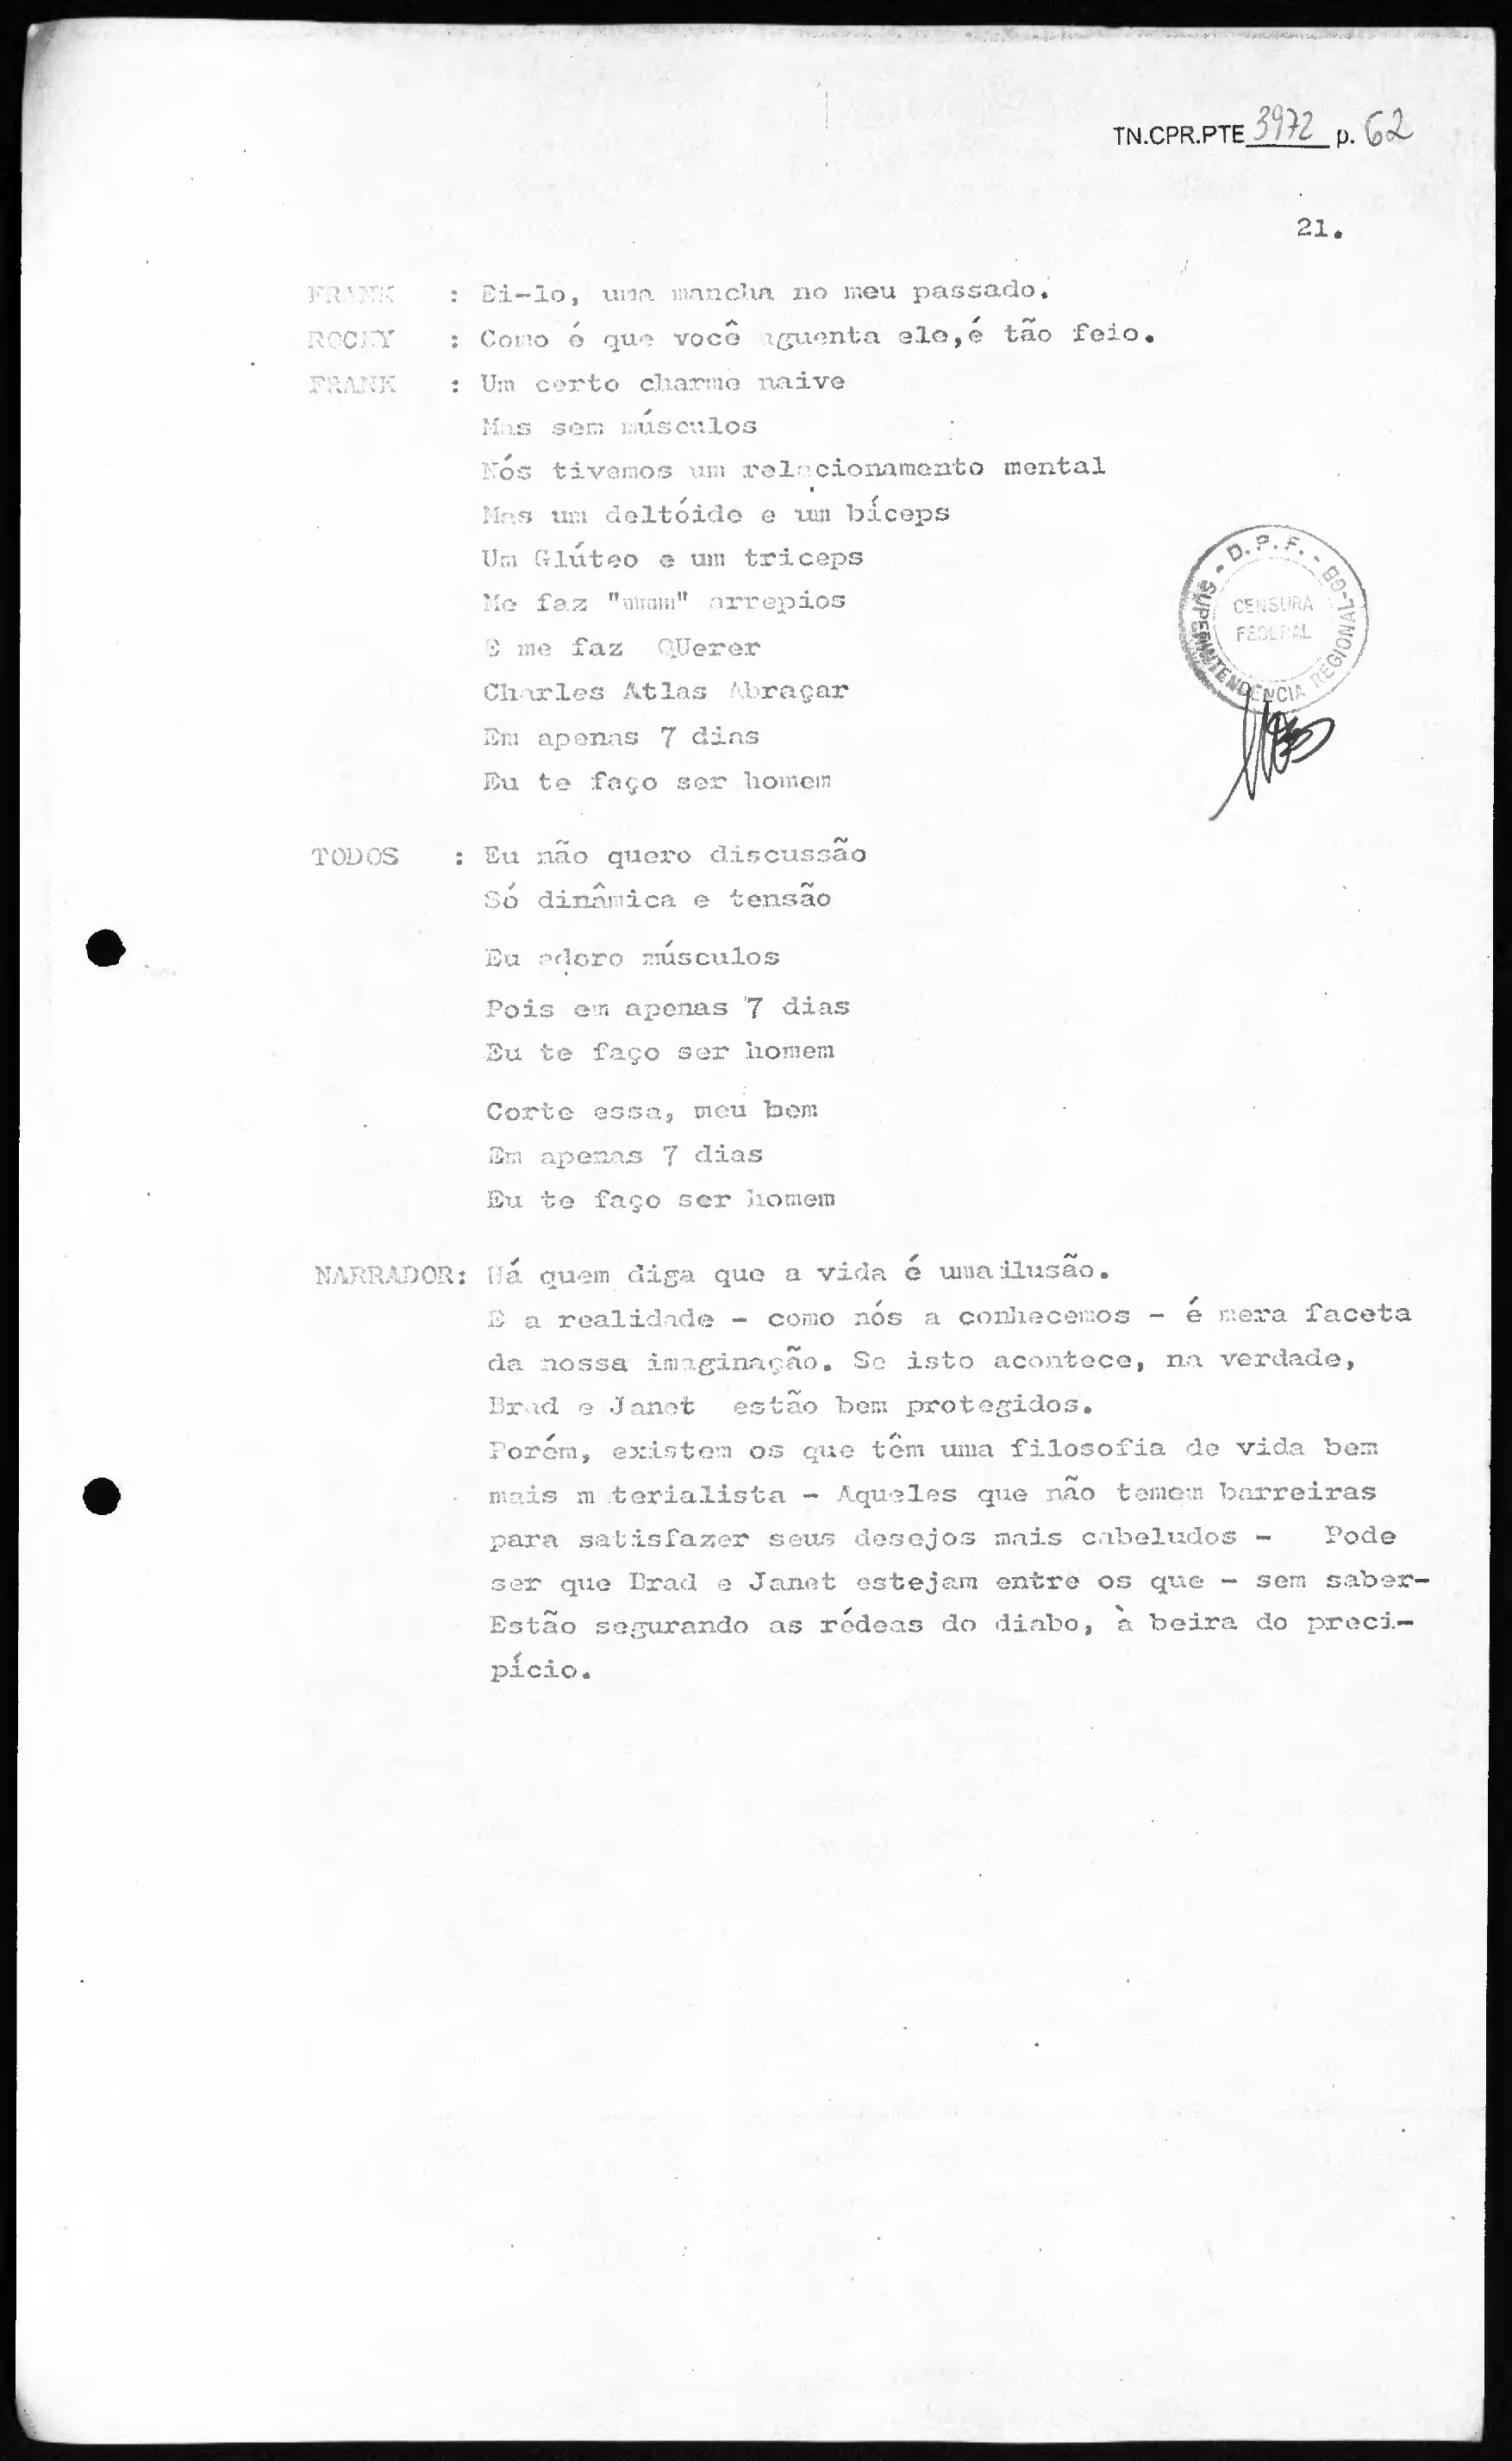 TN.CPR.PTE 3972 p. 62
21.
FRANK : Ei-lo, uma mancha no meu passado.
ROCKY : Como é que você aguenta ele,é tão feio.
FRANK : Um certo charme naive
Mas sem músculos
Nós tivemos um relacionamento mental
Mas um deltóide e um bíceps
Um Glúteo e um triceps
Me faz "mmmm" arrepios
E me faz QUerer
Charles Atlas Abraçar
Em apenas 7 dias
Eu te faço ser homem
D.P.F. - SUPERINTENDENCIA REGIONAL-GB
CENSURA
FEDERAL
TODOS : Eu não quero discussão
Só dinâmica e tensão
Eu adoro músculos
Pois em apenas 7 dias
Eu te faço ser homem
Corte essa, meu bem
Em apenas 7 dias
Eu te faço ser homem
NARRADOR: Há quem diga que a vida é uma ilusão.
E a realidade - como nós a conhecemos - é mera faceta
da nossa imaginação. Se isto acontece, na verdade,
Brad e Janet estão bem protegidos.
Porém, existem os que têm uma filosofia de vida bem
mais m terialista - Aqueles que não temem barreiras
para satisfazer seus desejos mais cabeludos - Pode
ser que Brad e Janet estejam entre os que - sem saber-
Estão segurando as rédeas do diabo, à beira do preci-
pício.